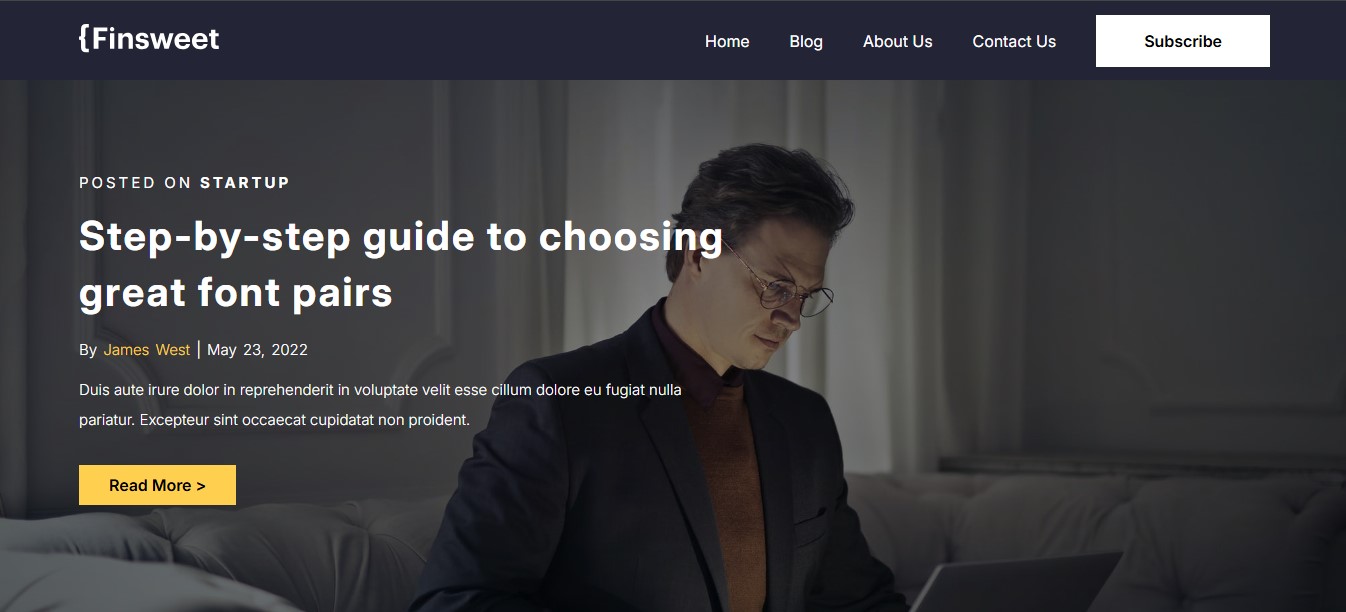 {Finsweet
Home Blog About Us Contact Us Subscribe
POSTED ON STARTUP
Step-by-step guide to choosing
great font pairs
By James West | May 23, 2022
Duis aute irure dolor in reprehenderit in voluptate velit esse cillum dolore eu fugiat nulla
pariatur. Excepteur sint occaecat cupidatat non proident.
Read More >